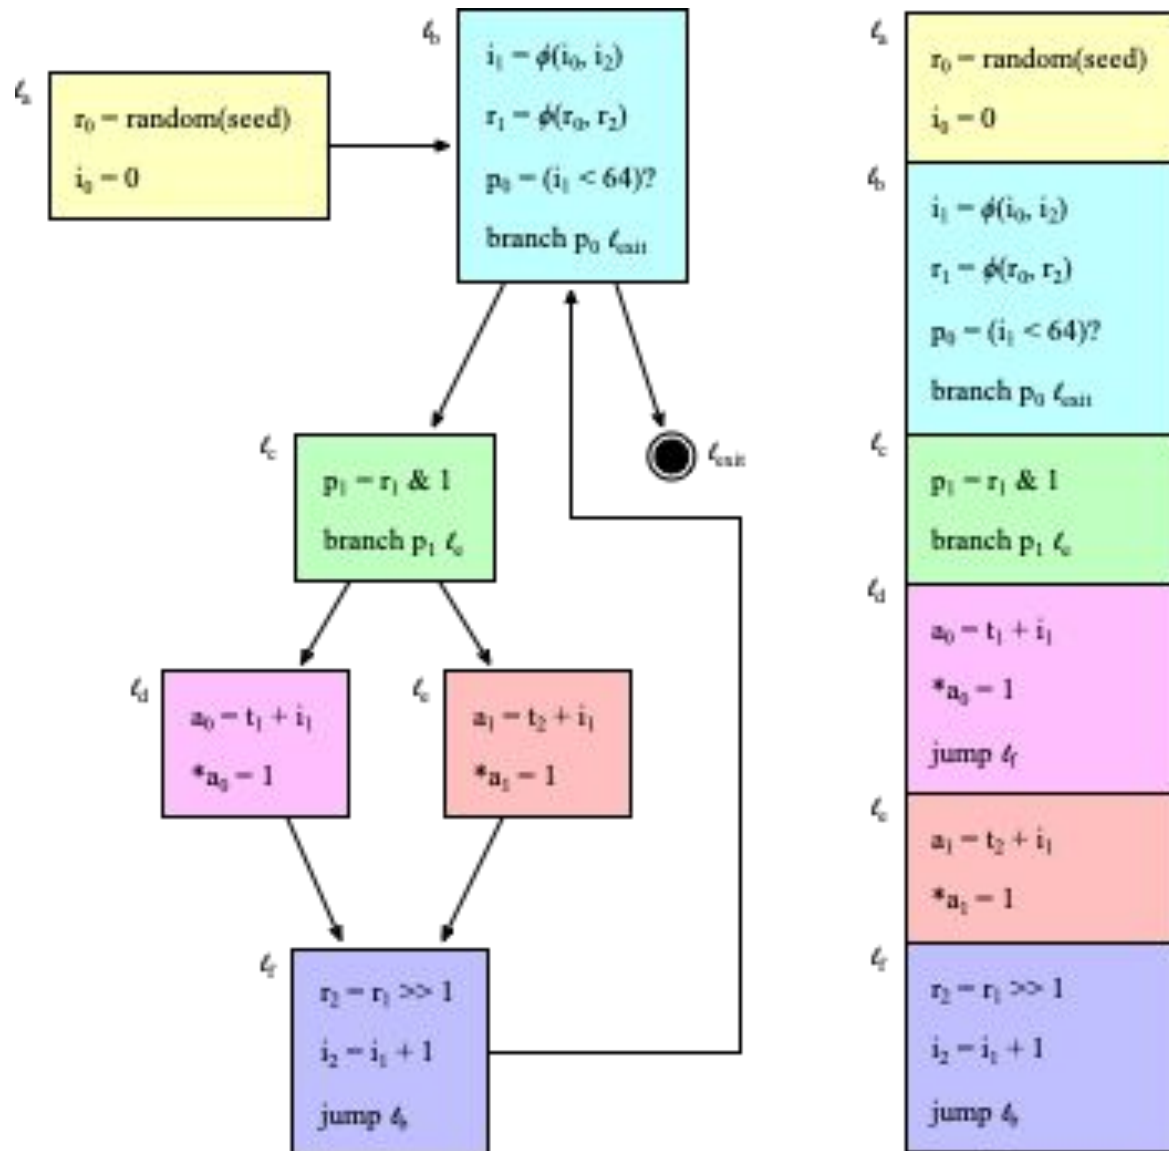 ℓa
r₀ = random(seed)
i₀ = 0
ℓb
i₁ = ϕ(i₀, i₂)
r₁ = ϕ(r₀, r₂)
p₀ = (i₁ < 64)?
branch p₀ ℓexit
ℓc
p₁ = r₁ & 1
branch p₁ ℓe
ℓexit
ℓd
a₀ = t₁ + i₁
*a₀ = 1
ℓe
a₁ = t₂ + i₁
*a₁ = 1
ℓf
r₂ = r₁ >> 1
i₂ = i₁ + 1
jump ℓb
ℓa
r₀ = random(seed)
i₀ = 0
ℓb
i₁ = ϕ(i₀, i₂)
r₁ = ϕ(r₀, r₂)
p₀ = (i₁ < 64)?
branch p₀ ℓexit
ℓc
p₁ = r₁ & 1
branch p₁ ℓe
ℓd
a₀ = t₁ + i₁
*a₀ = 1
jump ℓf
ℓe
a₁ = t₂ + i₁
*a₁ = 1
ℓf
r₂ = r₁ >> 1
i₂ = i₁ + 1
jump ℓb